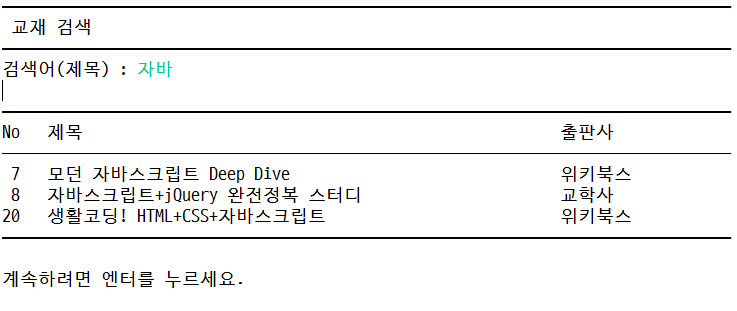 교재 검색
검색어(제목) : 자바
No 제목 출판사
7 모던 자바스크립트 Deep Dive 위키북스
8 자바스크립트+jQuery 완전정복 스터디 교학사
20 생활코딩! HTML+CSS+자바스크립트 위키북스
계속하려면 엔터를 누르세요.